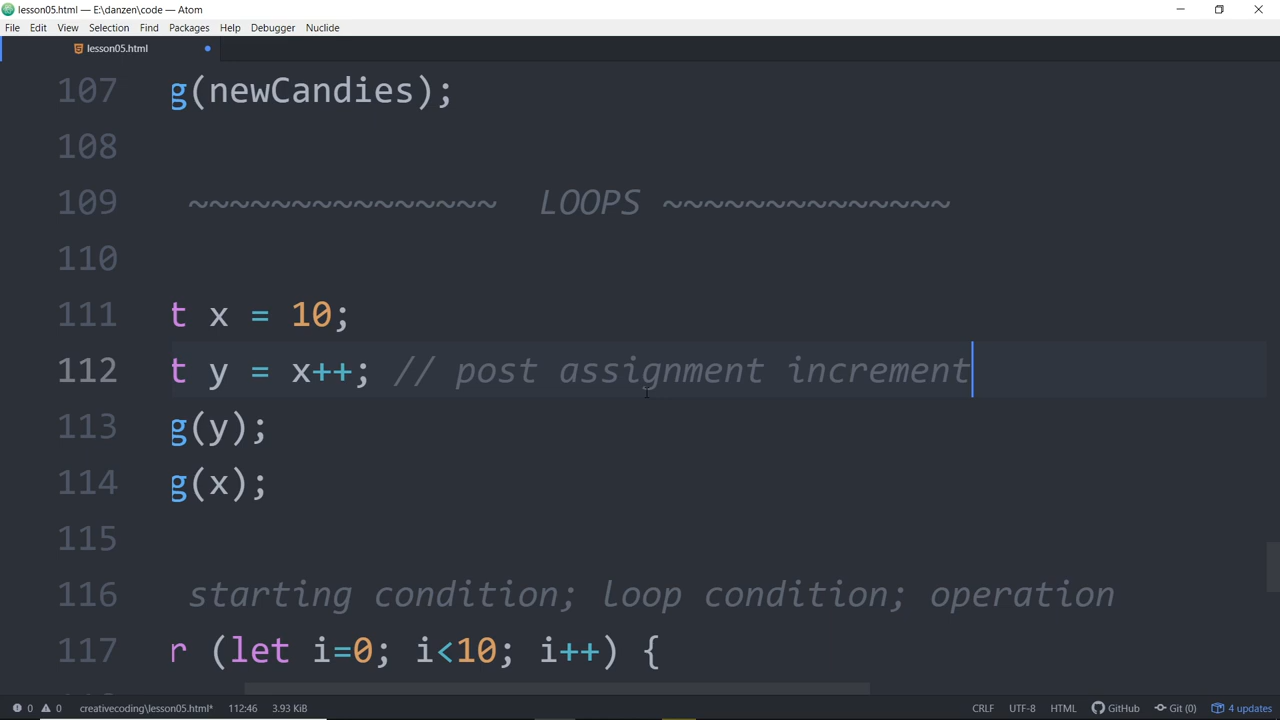 lesson05.html — E:\danzen\code — Atom
File Edit View Selection Find Packages Help Debugger Nuclide
lesson05.html
107 g(newCandies);
108
109 ~~~~~~~~~~~~~~~ LOOPS ~~~~~~~~~~~~~~
110
111 t x = 10;
112 t y = x++; // post assignment increment
113 g(y);
114 g(x);
115
116 starting condition; loop condition; operation
117 r (let i=0; i<10; i++) {
0 0 creativecoding\lesson05.html* 112:46 3.93 KiB CRLF UTF-8 HTML GitHub Git (0) 4 updates